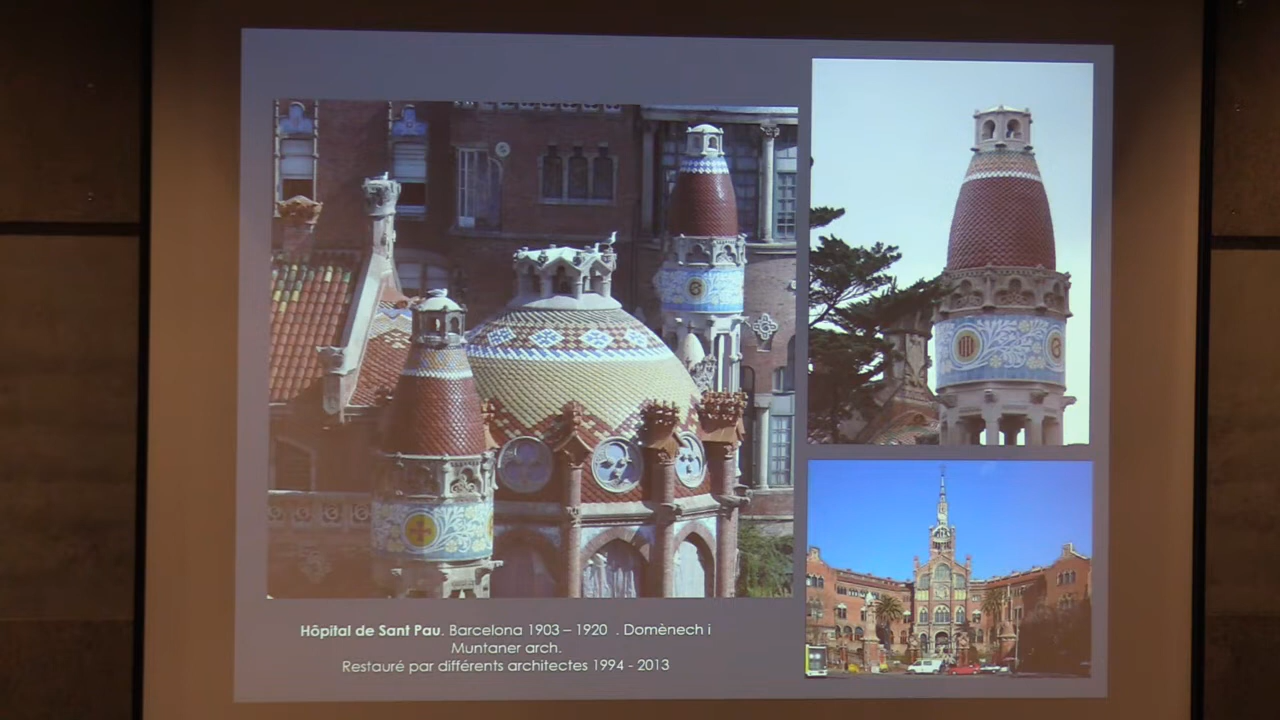 Hôpital de Sant Pau. Barcelona 1903 – 1920 . Domènech i
Muntaner arch.
Restauré par différents architectes 1994 - 2013